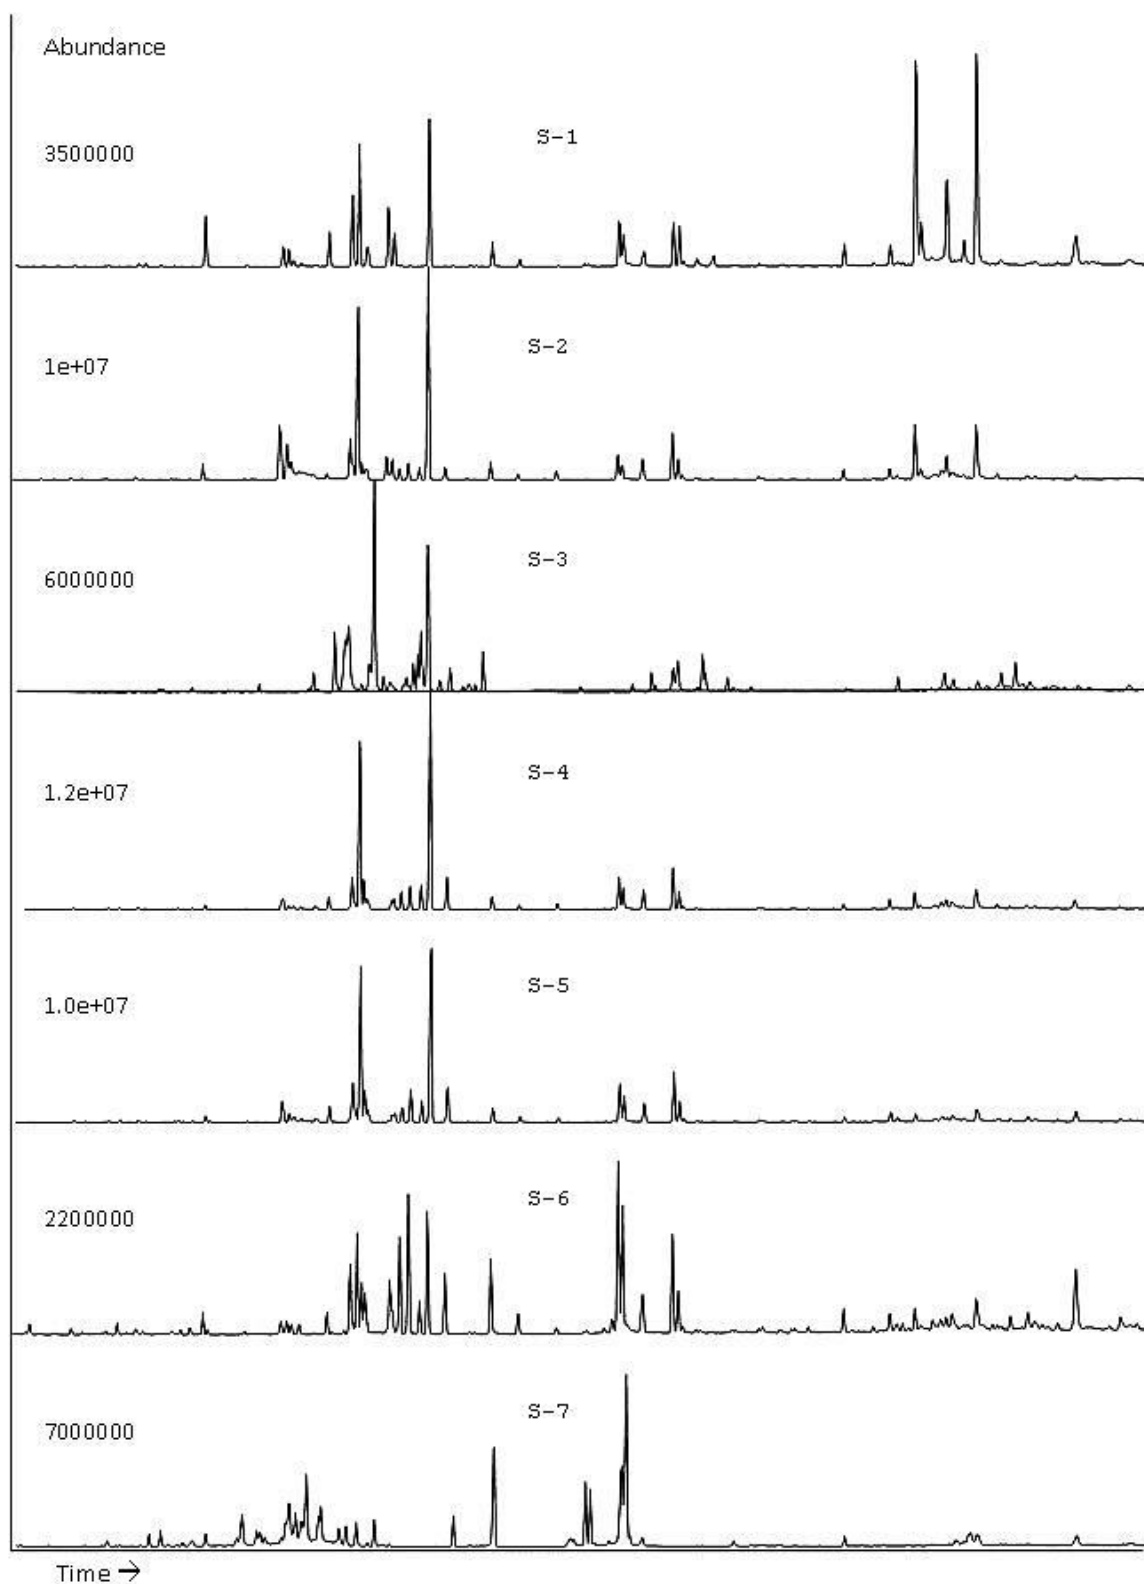 Abundance
S-1
3500000
S-2
1e+07
S-3
6000000
S-4
1.2e+07
S-5
1.0e+07
S-6
2200000
S-7
7000000
Time →